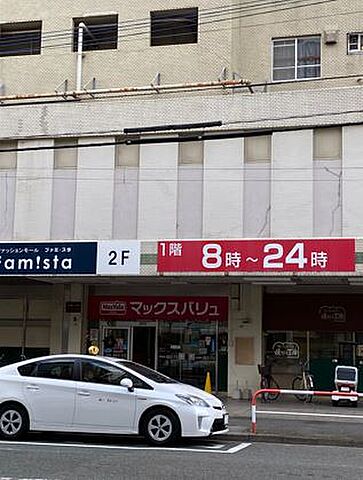 ファッションモール ファミ・スタ
Fam!sta
2F
1階
8時～24時
マックスバリュ